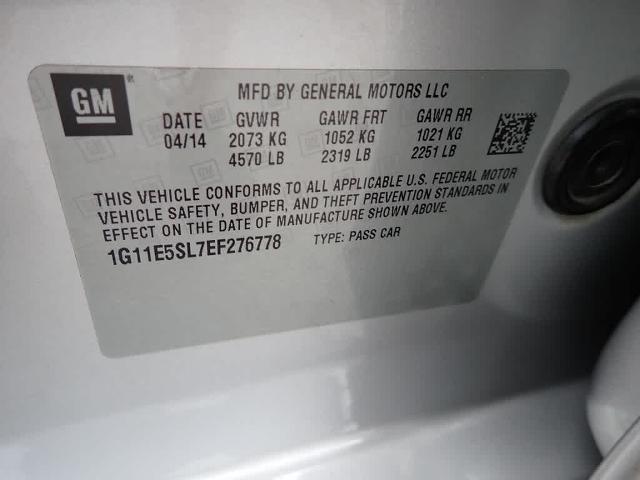 GM
MFD BY GENERAL MOTORS LLC
DATE GVWR GAWR FRT GAWR RR
04/14 2073 KG 1052 KG 1021 KG
4570 LB 2319 LB 2251 LB
THIS VEHICLE CONFORMS TO ALL APPLICABLE U.S. FEDERAL MOTOR
VEHICLE SAFETY, BUMPER, AND THEFT PREVENTION STANDARDS IN
EFFECT ON THE DATE OF MANUFACTURE SHOWN ABOVE.
1G11E5SL7EF276778 TYPE: PASS CAR